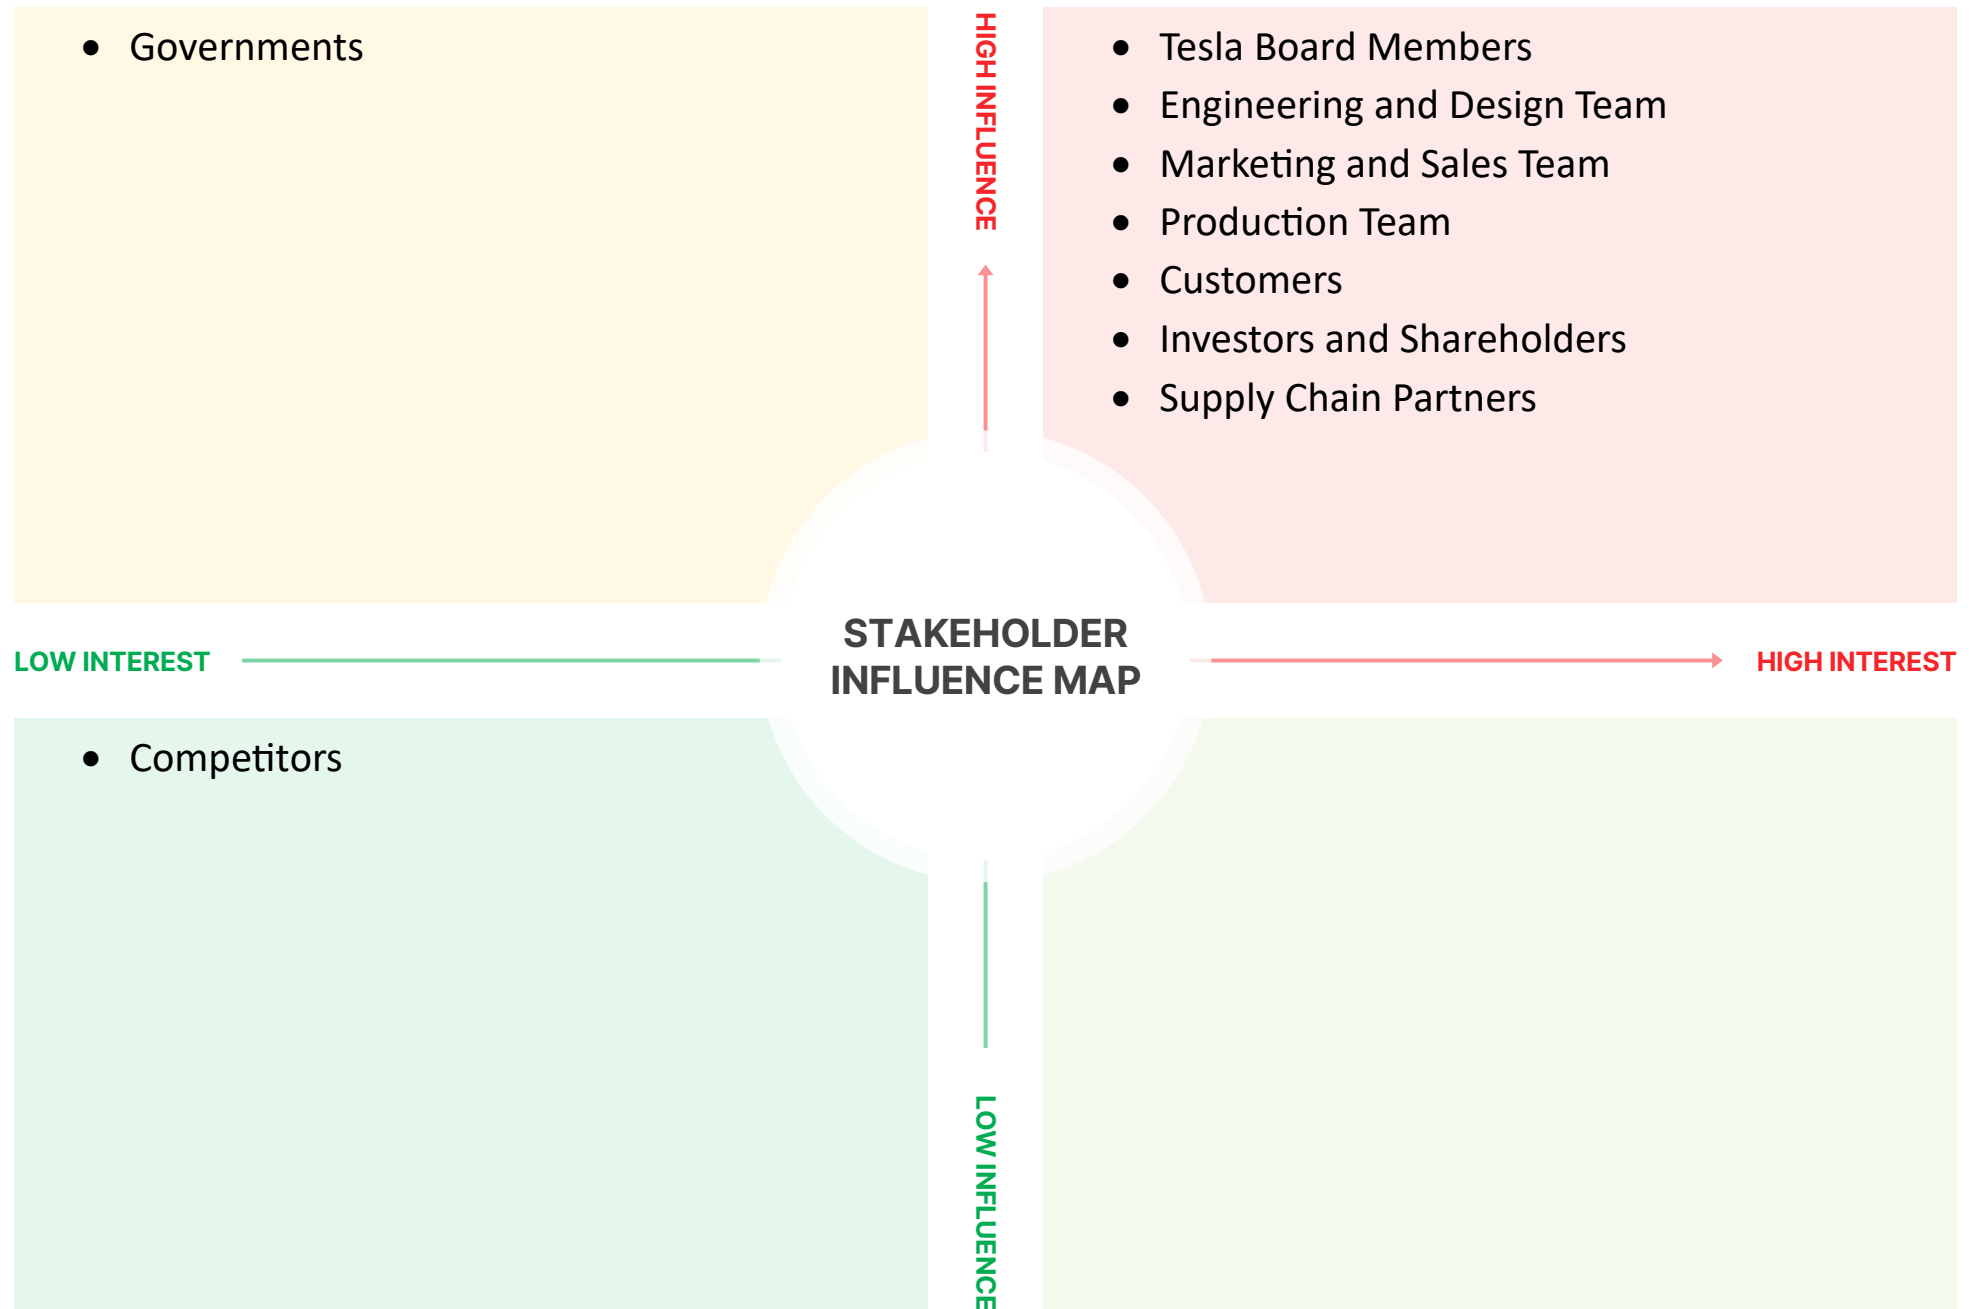 • Governments
HIGH INFLUENCE
• Tesla Board Members
• Engineering and Design Team
• Marketing and Sales Team
• Production Team
• Customers
• Investors and Shareholders
• Supply Chain Partners
LOW INTEREST
STAKEHOLDER
INFLUENCE MAP
HIGH INTEREST
• Competitors
LOW INFLUENCE